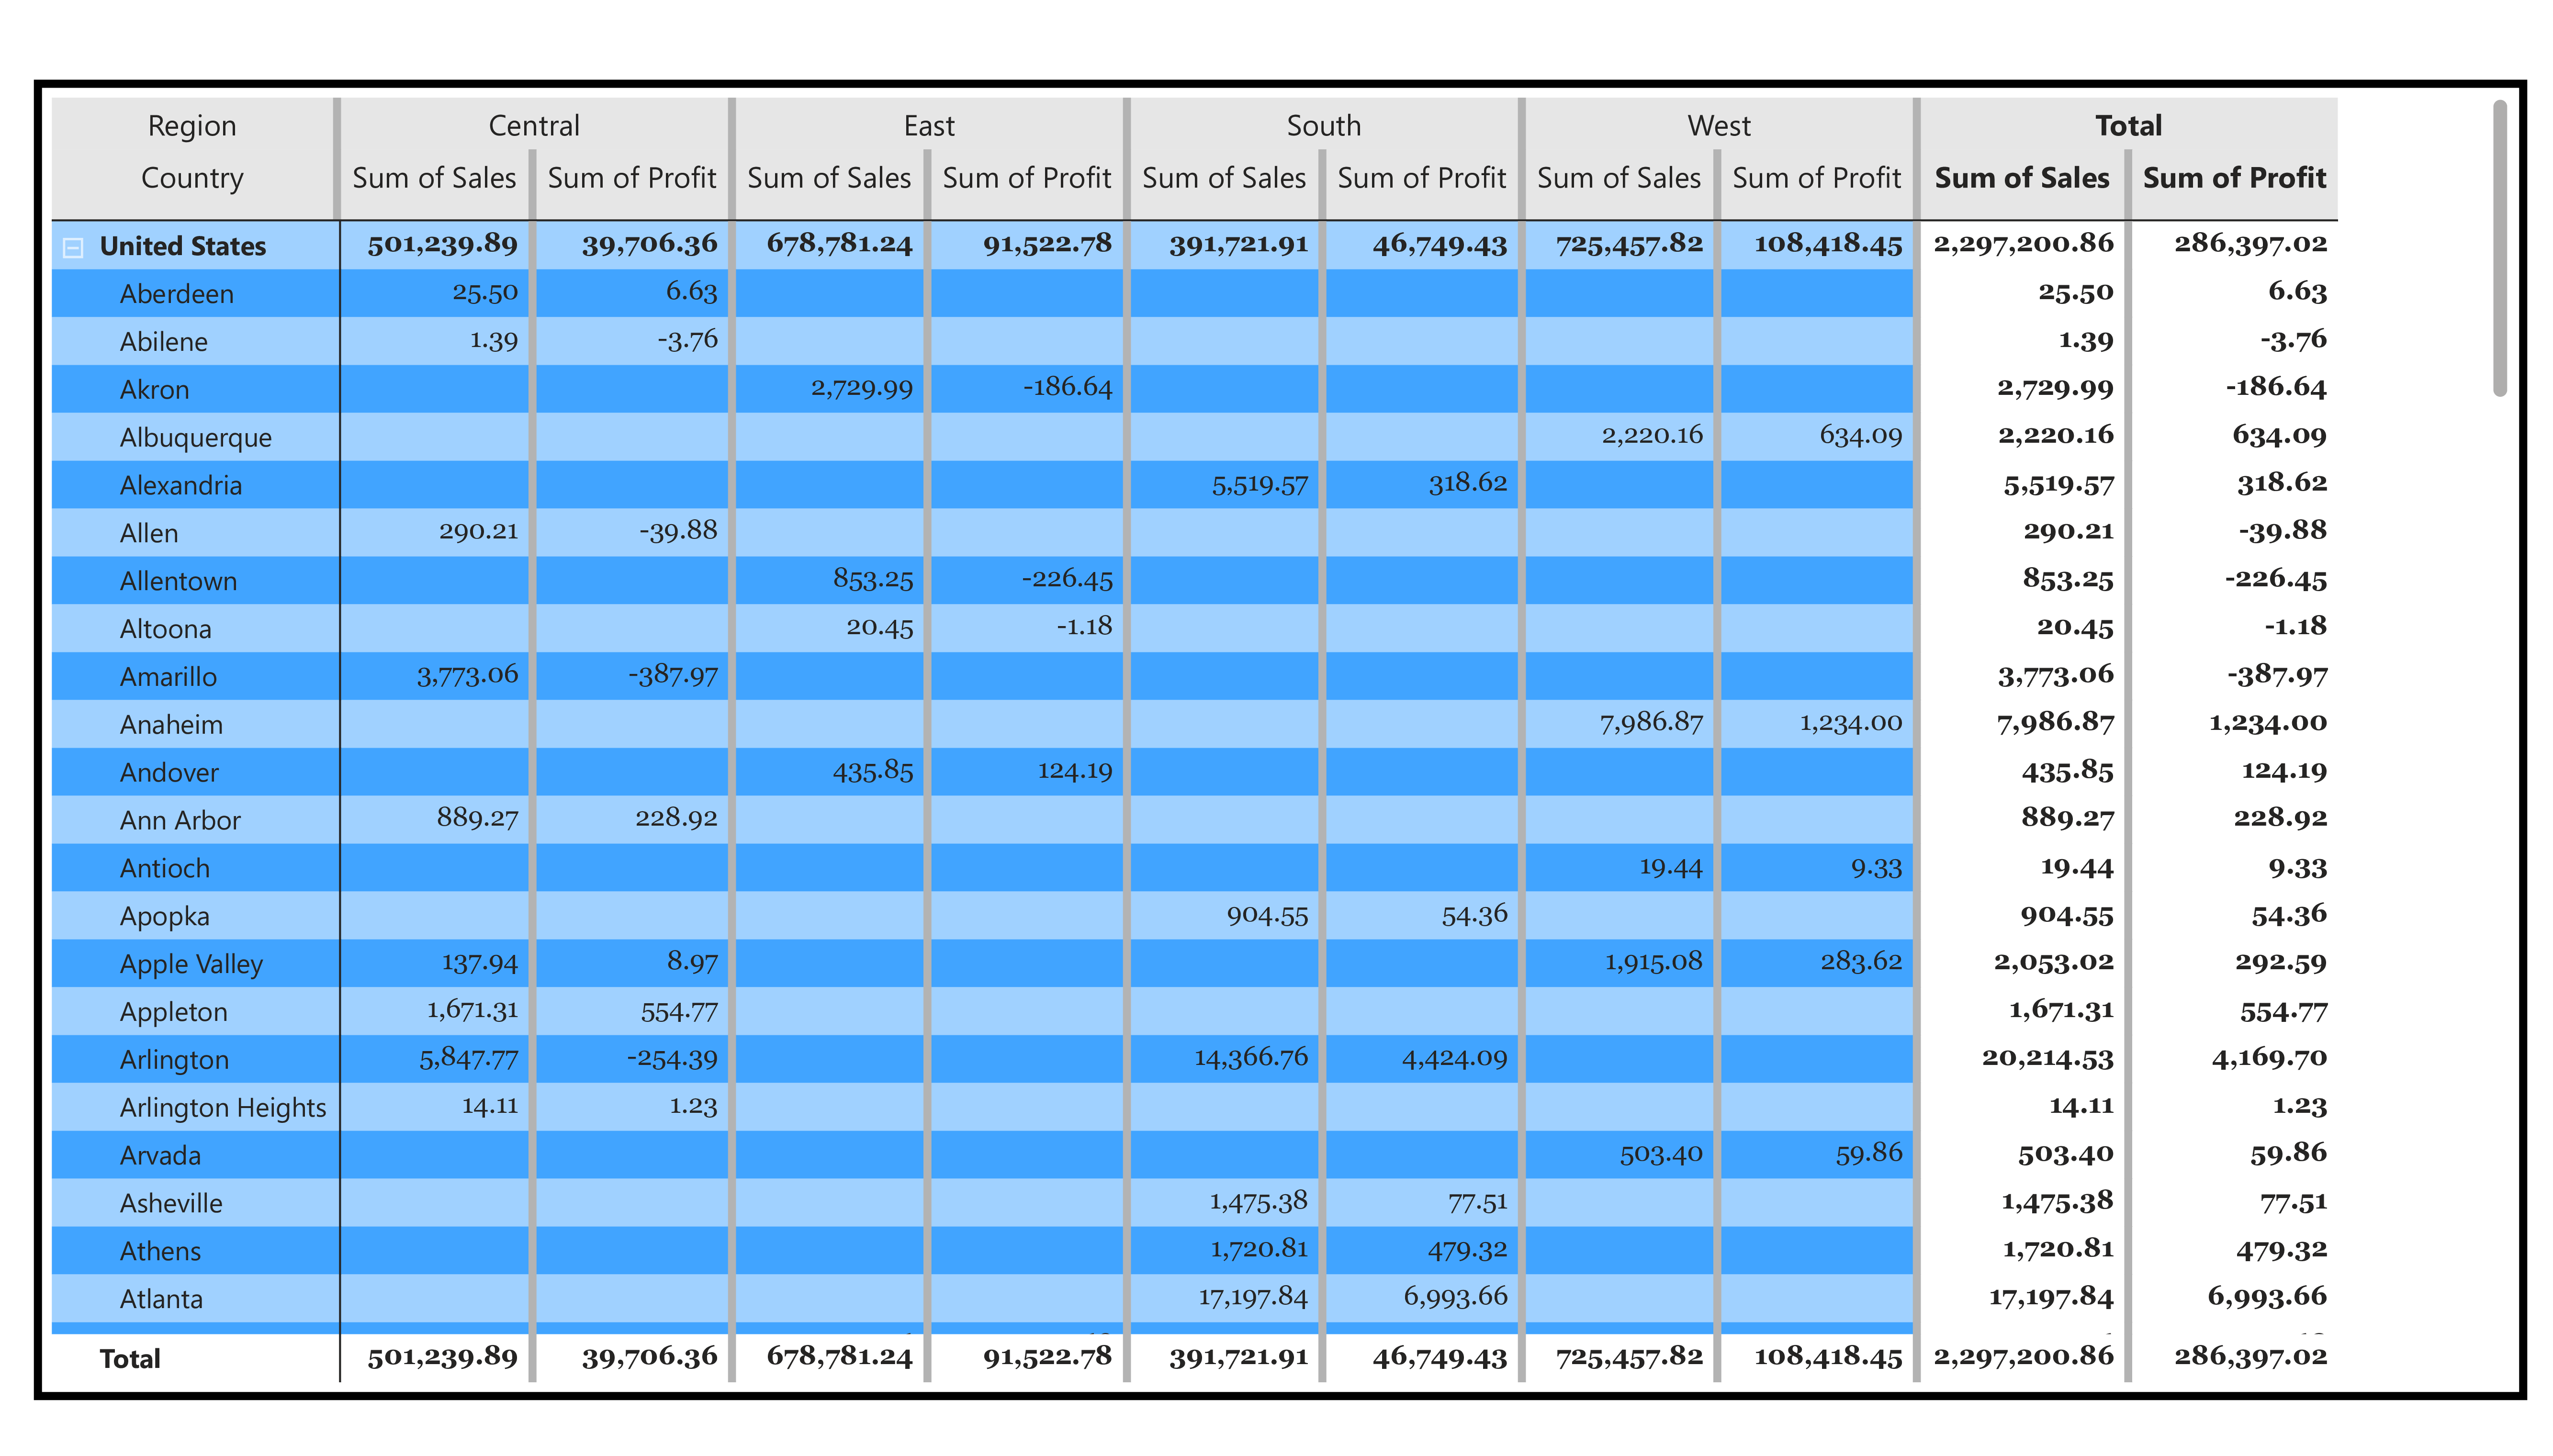 Region Central East South West Total
Country Sum of Sales Sum of Profit Sum of Sales Sum of Profit Sum of Sales Sum of Profit Sum of Sales Sum of Profit Sum of Sales Sum of Profit
United States 501,239.89 39,706.36 678,781.24 91,522.78 391,721.91 46,749.43 725,457.82 108,418.45 2,297,200.86 286,397.02
Aberdeen 25.50 6.63 25.50 6.63
Abilene 1.39 -3.76 1.39 -3.76
Akron 2,729.99 -186.64 2,729.99 -186.64
Albuquerque 2,220.16 634.09 2,220.16 634.09
Alexandria 5,519.57 318.62 5,519.57 318.62
Allen 290.21 -39.88 290.21 -39.88
Allentown 853.25 -226.45 853.25 -226.45
Altoona 20.45 -1.18 20.45 -1.18
Amarillo 3,773.06 -387.97 3,773.06 -387.97
Anaheim 7,986.87 1,234.00 7,986.87 1,234.00
Andover 435.85 124.19 435.85 124.19
Ann Arbor 889.27 228.92 889.27 228.92
Antioch 19.44 9.33 19.44 9.33
Apopka 904.55 54.36 904.55 54.36
Apple Valley 137.94 8.97 1,915.08 283.62 2,053.02 292.59
Appleton 1,671.31 554.77 1,671.31 554.77
Arlington 5,847.77 -254.39 14,366.76 4,424.09 20,214.53 4,169.70
Arlington Heights 14.11 1.23 14.11 1.23
Arvada 503.40 59.86 503.40 59.86
Asheville 1,475.38 77.51 1,475.38 77.51
Athens 1,720.81 479.32 1,720.81 479.32
Atlanta 17,197.84 6,993.66 17,197.84 6,993.66
Total 501,239.89 39,706.36 678,781.24 91,522.78 391,721.91 46,749.43 725,457.82 108,418.45 2,297,200.86 286,397.02